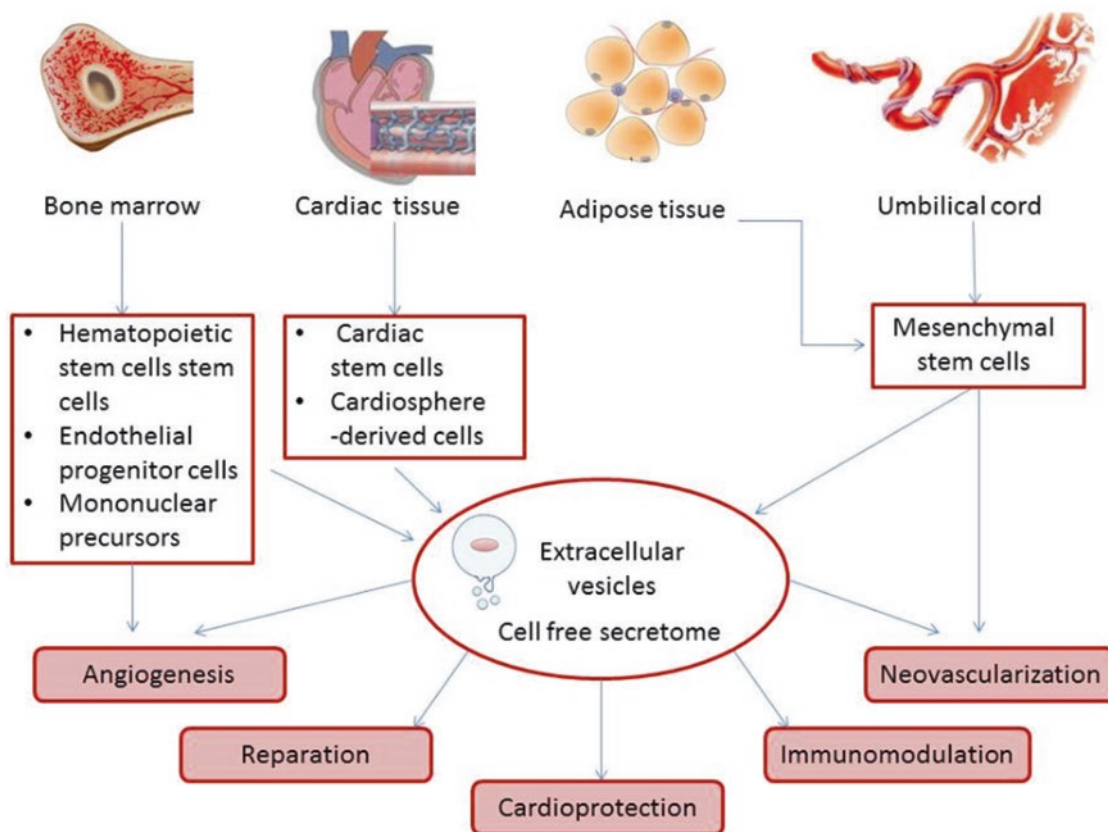 Bone marrow
Cardiac tissue
Adipose tissue
Umbilical cord
• Hematopoietic
stem cells stem
cells
• Endothelial
progenitor cells
• Mononuclear
precursors
• Cardiac
stem cells
• Cardiosphere
-derived cells
Mesenchymal
stem cells
Extracellular
vesicles
Cell free secretome
Angiogenesis
Neovascularization
Reparation
Immunomodulation
Cardioprotection